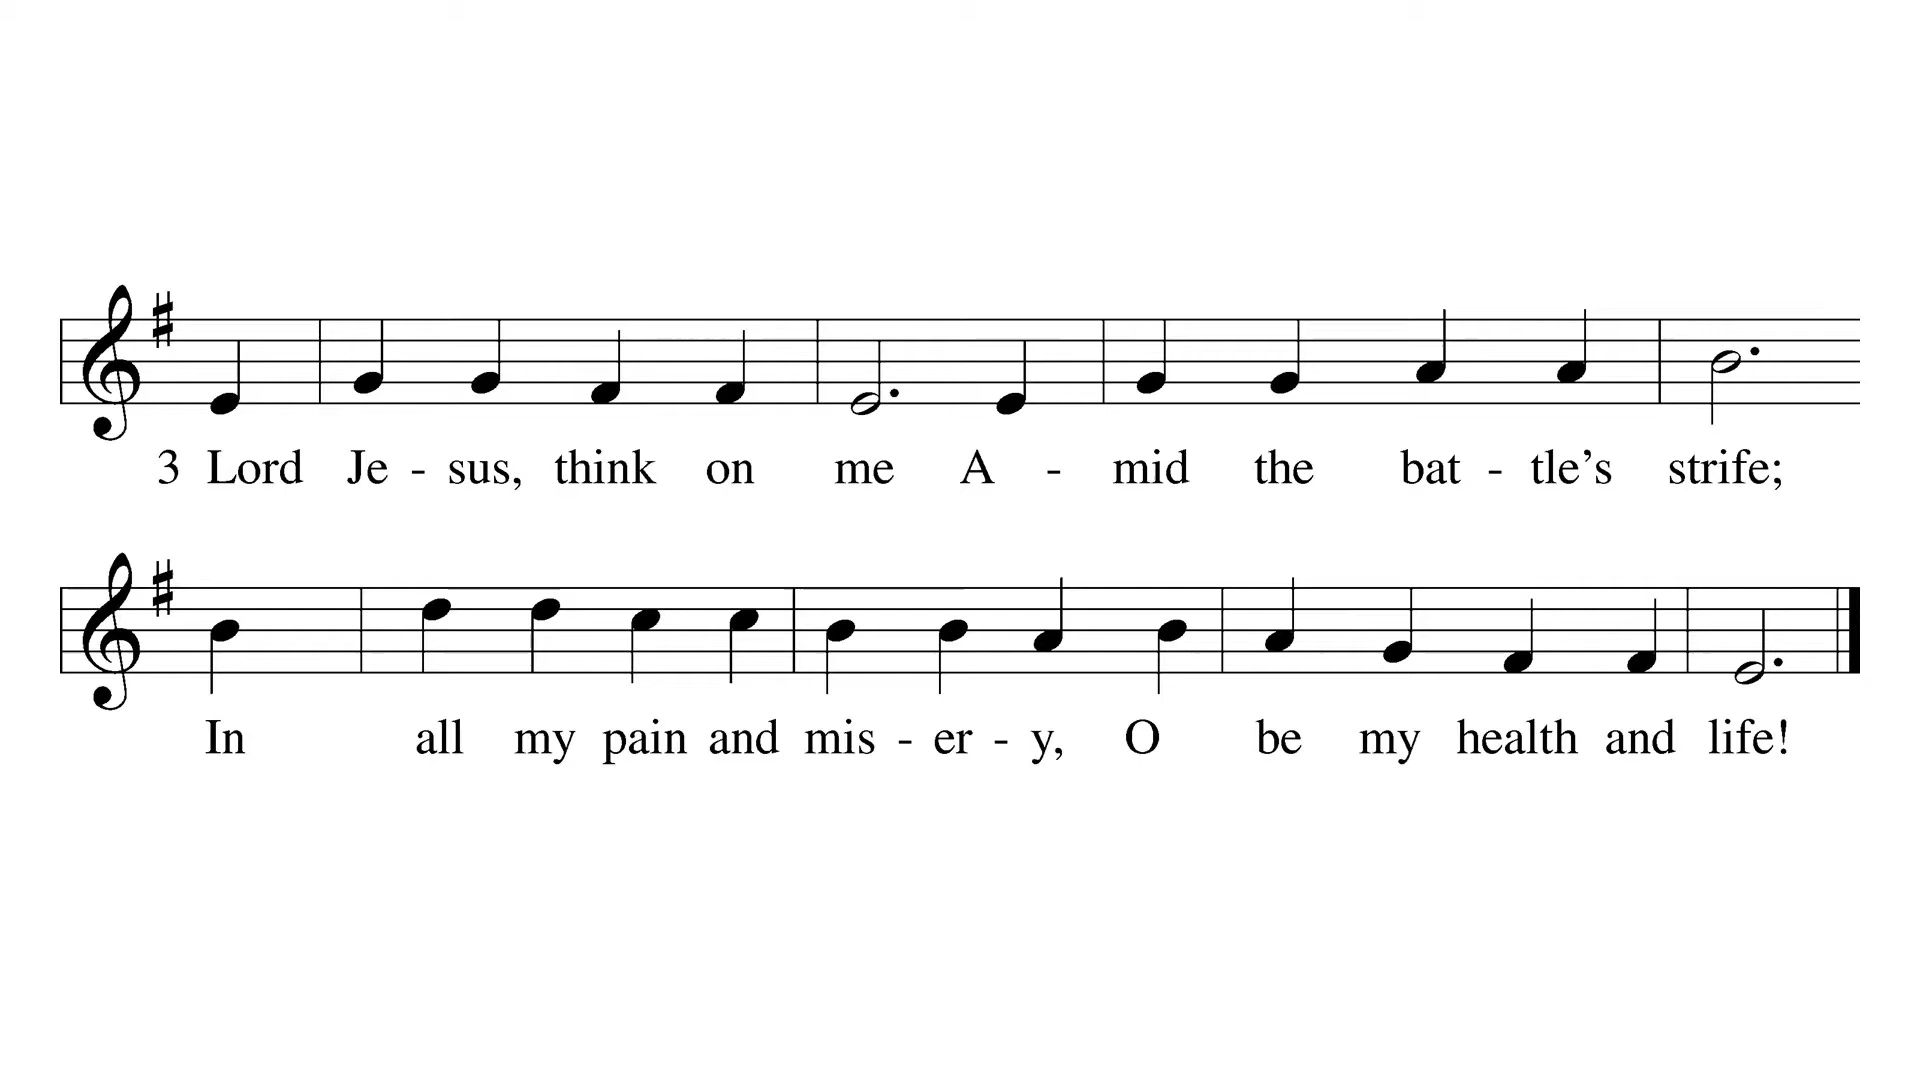 3 Lord Je - sus, think on me A - mid the bat - tle’s strife;
In all my pain and mis - er - y, O be my health and life!